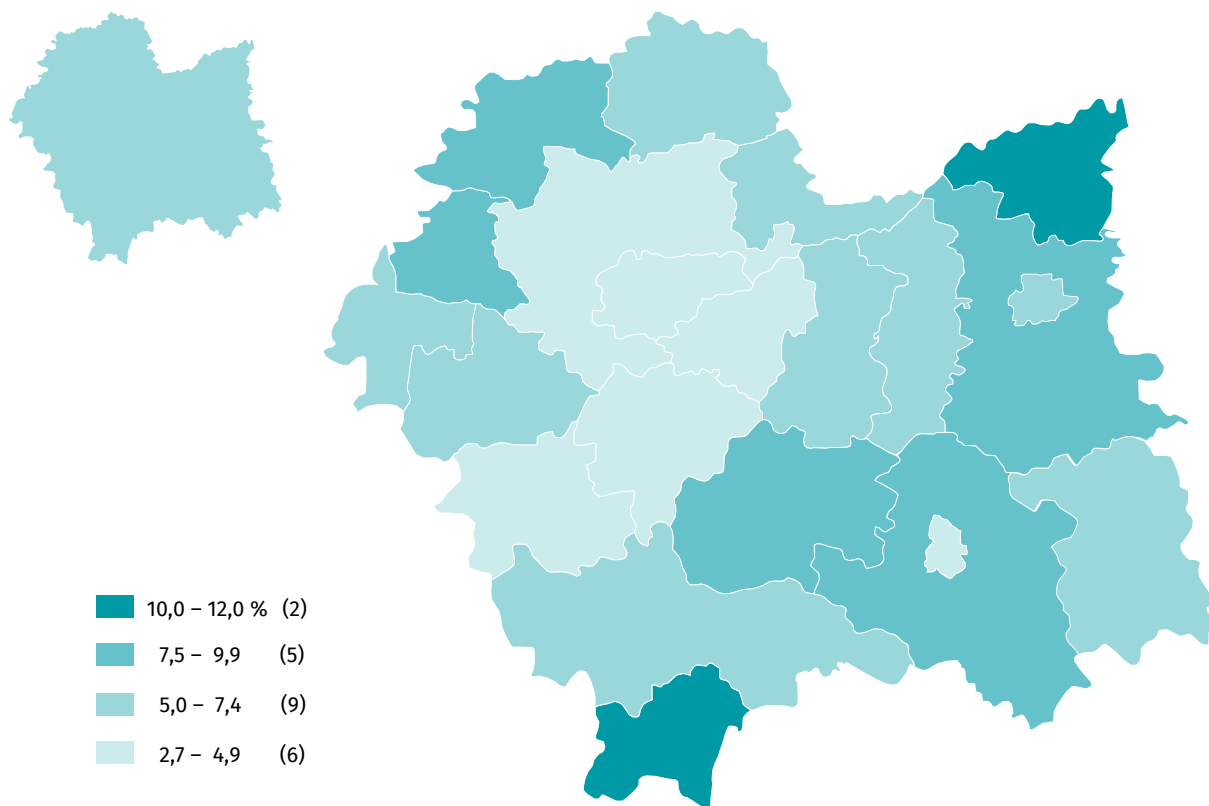 10,0 – 12,0 % (2)
7,5 – 9,9 (5)
5,0 – 7,4 (9)
2,7 – 4,9 (6)